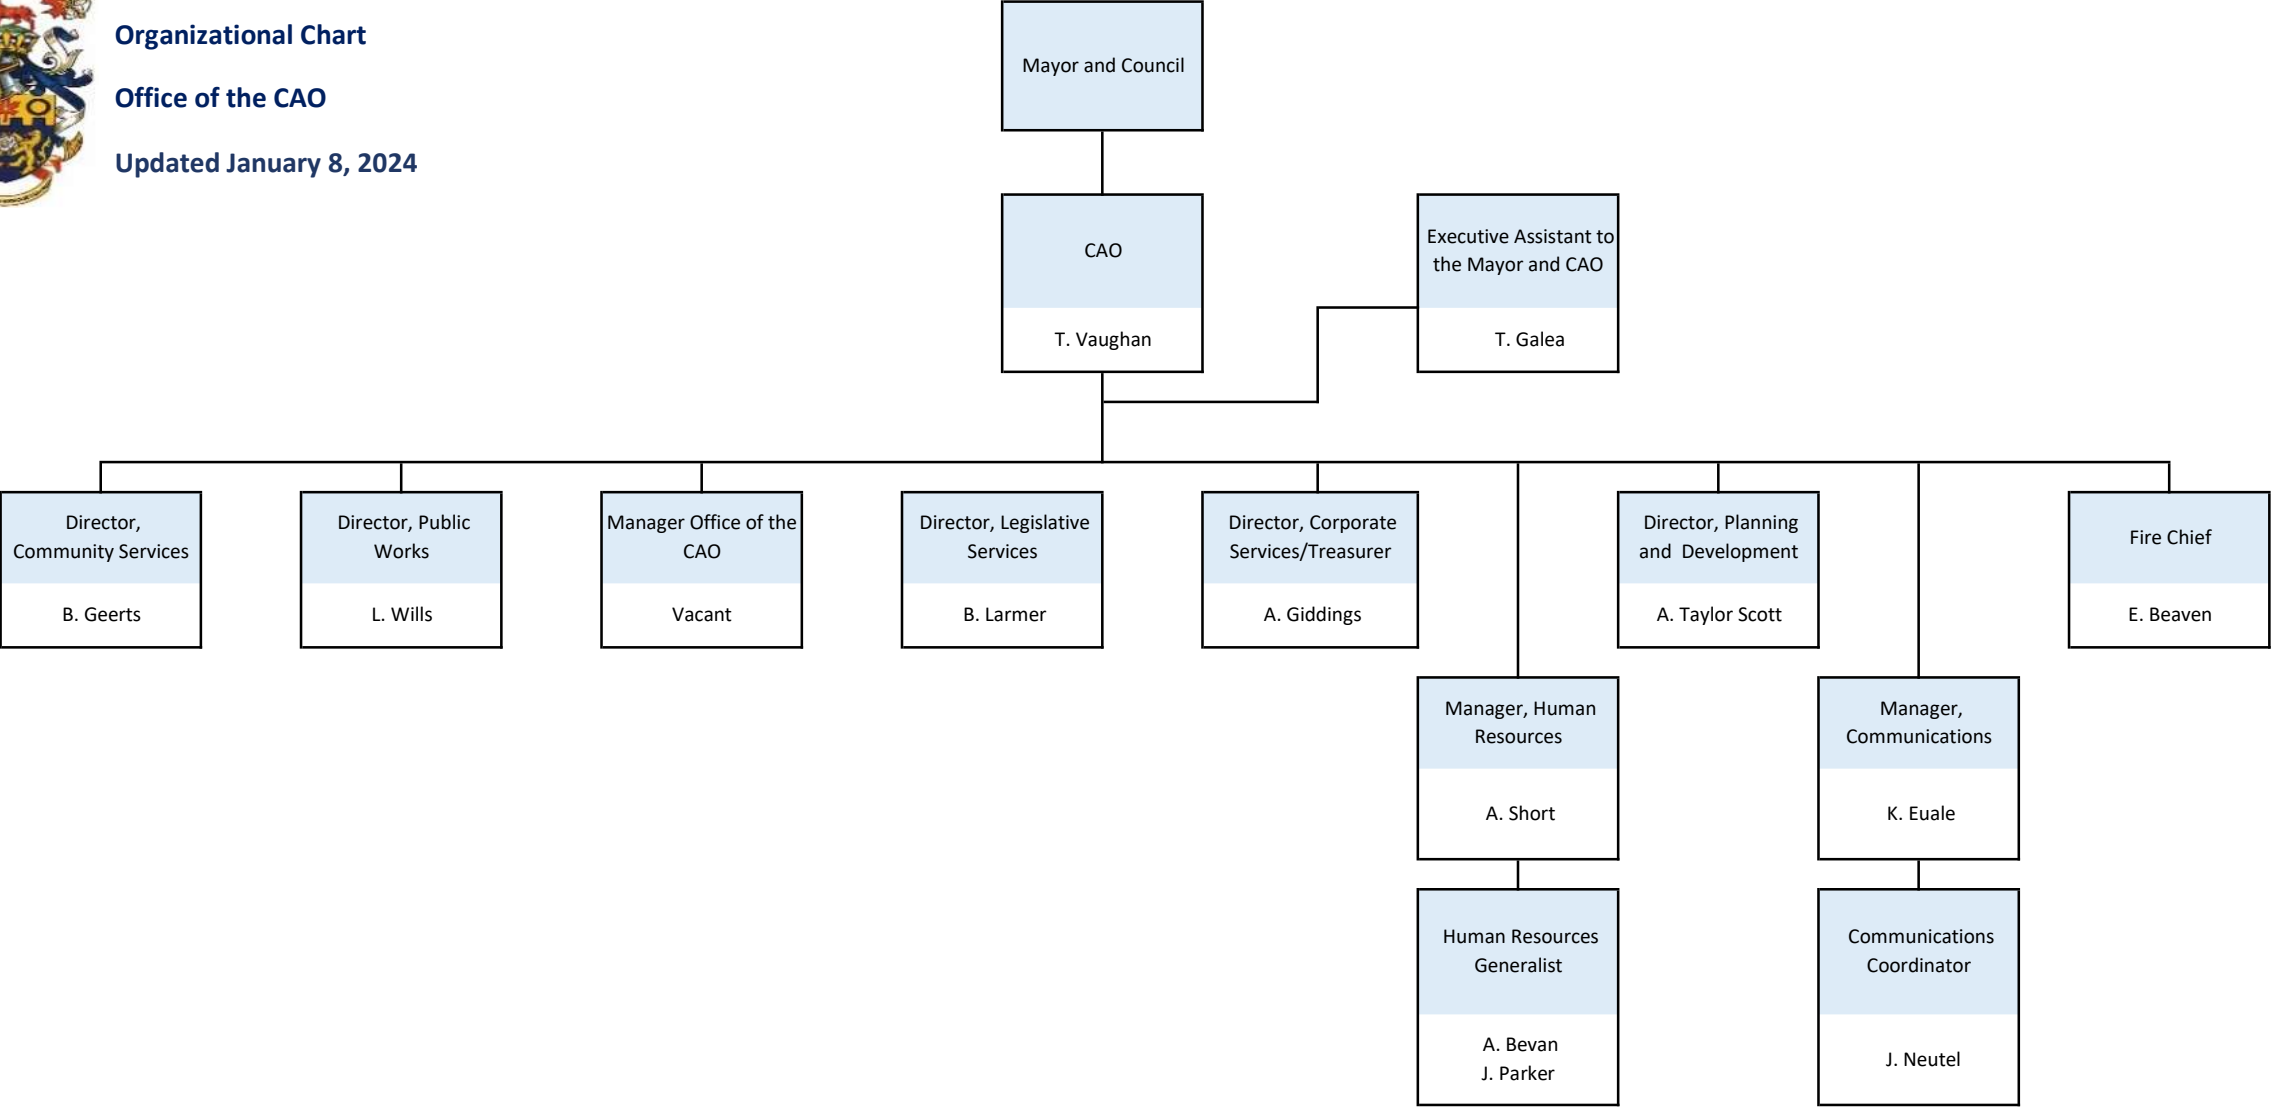 Organizational Chart
Office of the CAO
Updated January 8, 2024
Mayor and Council
CAO
T. Vaughan
Executive Assistant to
the Mayor and CAO
T. Galea
Director,
Community Services
B. Geerts
Director, Public
Works
L. Wills
Manager Office of the
CAO
Vacant
Director, Legislative
Services
B. Larmer
Director, Corporate
Services/Treasurer
A. Giddings
Director, Planning
and Development
A. Taylor Scott
Fire Chief
E. Beaven
Manager, Human
Resources
A. Short
Manager,
Communications
K. Euale
Human Resources
Generalist
A. Bevan
J. Parker
Communications
Coordinator
J. Neutel